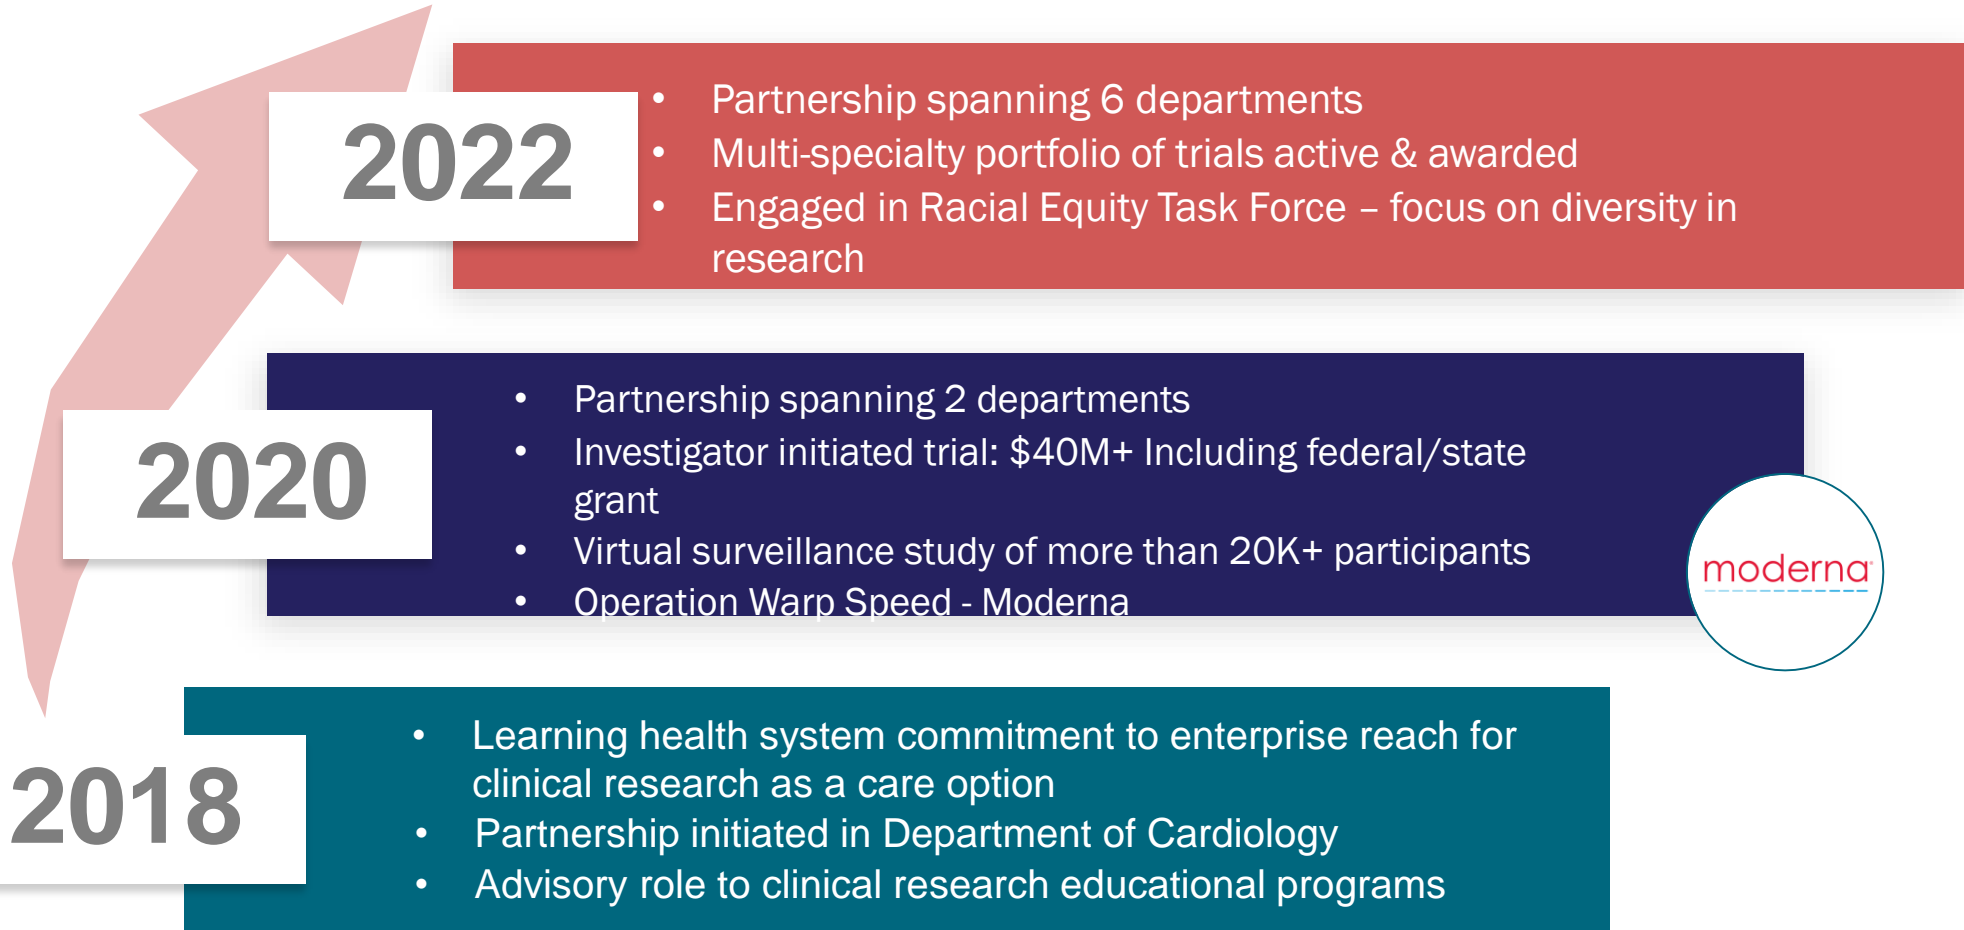 2022
• Partnership spanning 6 departments
• Multi-specialty portfolio of trials active & awarded
• Engaged in Racial Equity Task Force – focus on diversity in
research
2020
• Partnership spanning 2 departments
• Investigator initiated trial: $40M+ Including federal/state
grant
• Virtual surveillance study of more than 20K+ participants
• Operation Warp Speed - Moderna
moderna
2018
• Learning health system commitment to enterprise reach for
clinical research as a care option
• Partnership initiated in Department of Cardiology
• Advisory role to clinical research educational programs